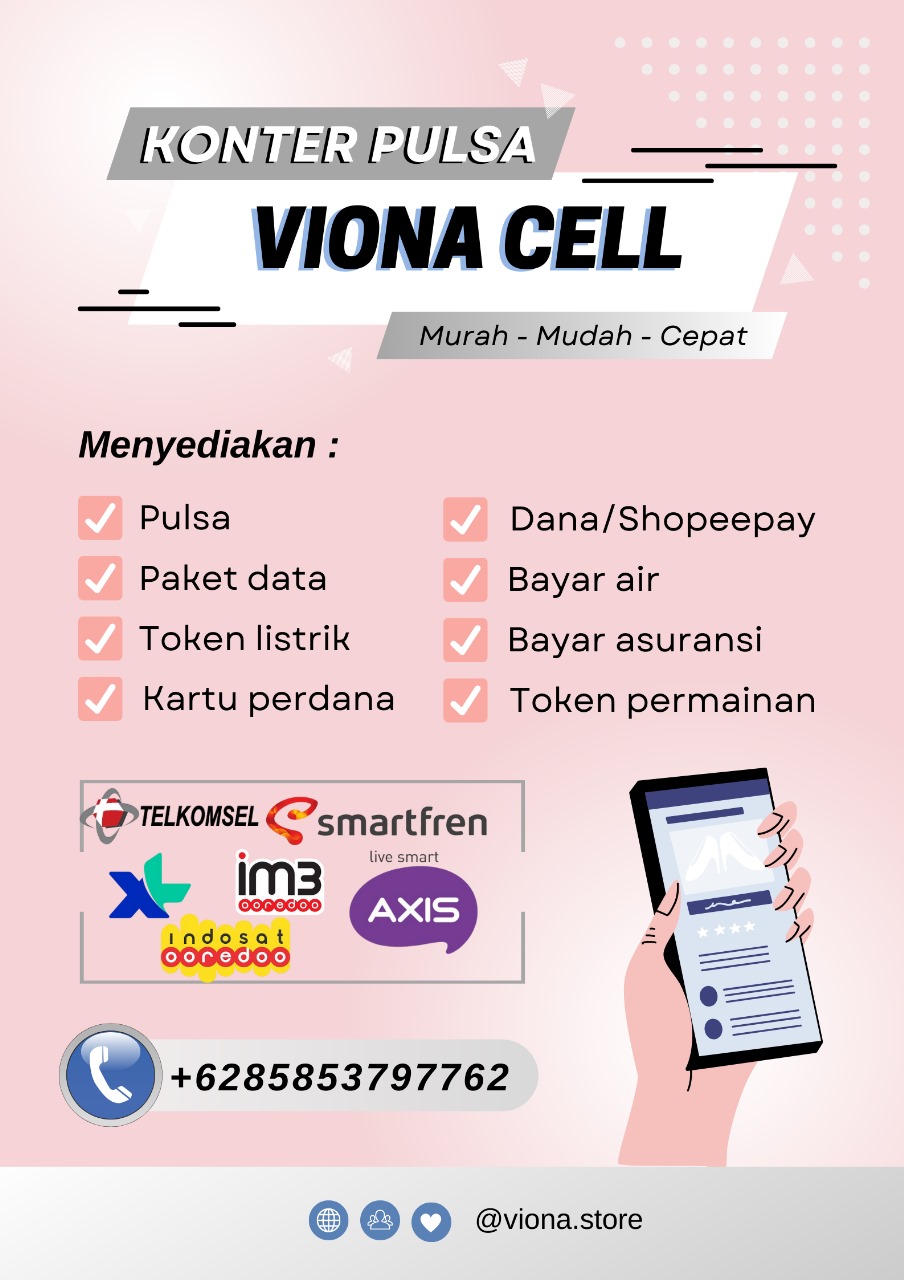 KONTER PULSA
VIONA CELL
Murah - Mudah - Cepat
Menyediakan :
Pulsa
Paket data
Token listrik
Kartu perdana
Dana/Shopeepay
Bayar air
Bayar asuransi
Token permainan
TELKOMSEL
smartfren
live smart
XL
im3
ooredoo
AXIS
indosat
ooredoo
+6285853797762
@viona.store